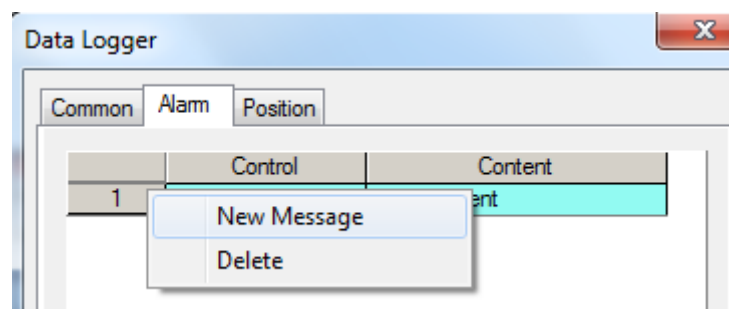 Data Logger
Common Alarm Position
Control Content
1
New Message
Delete